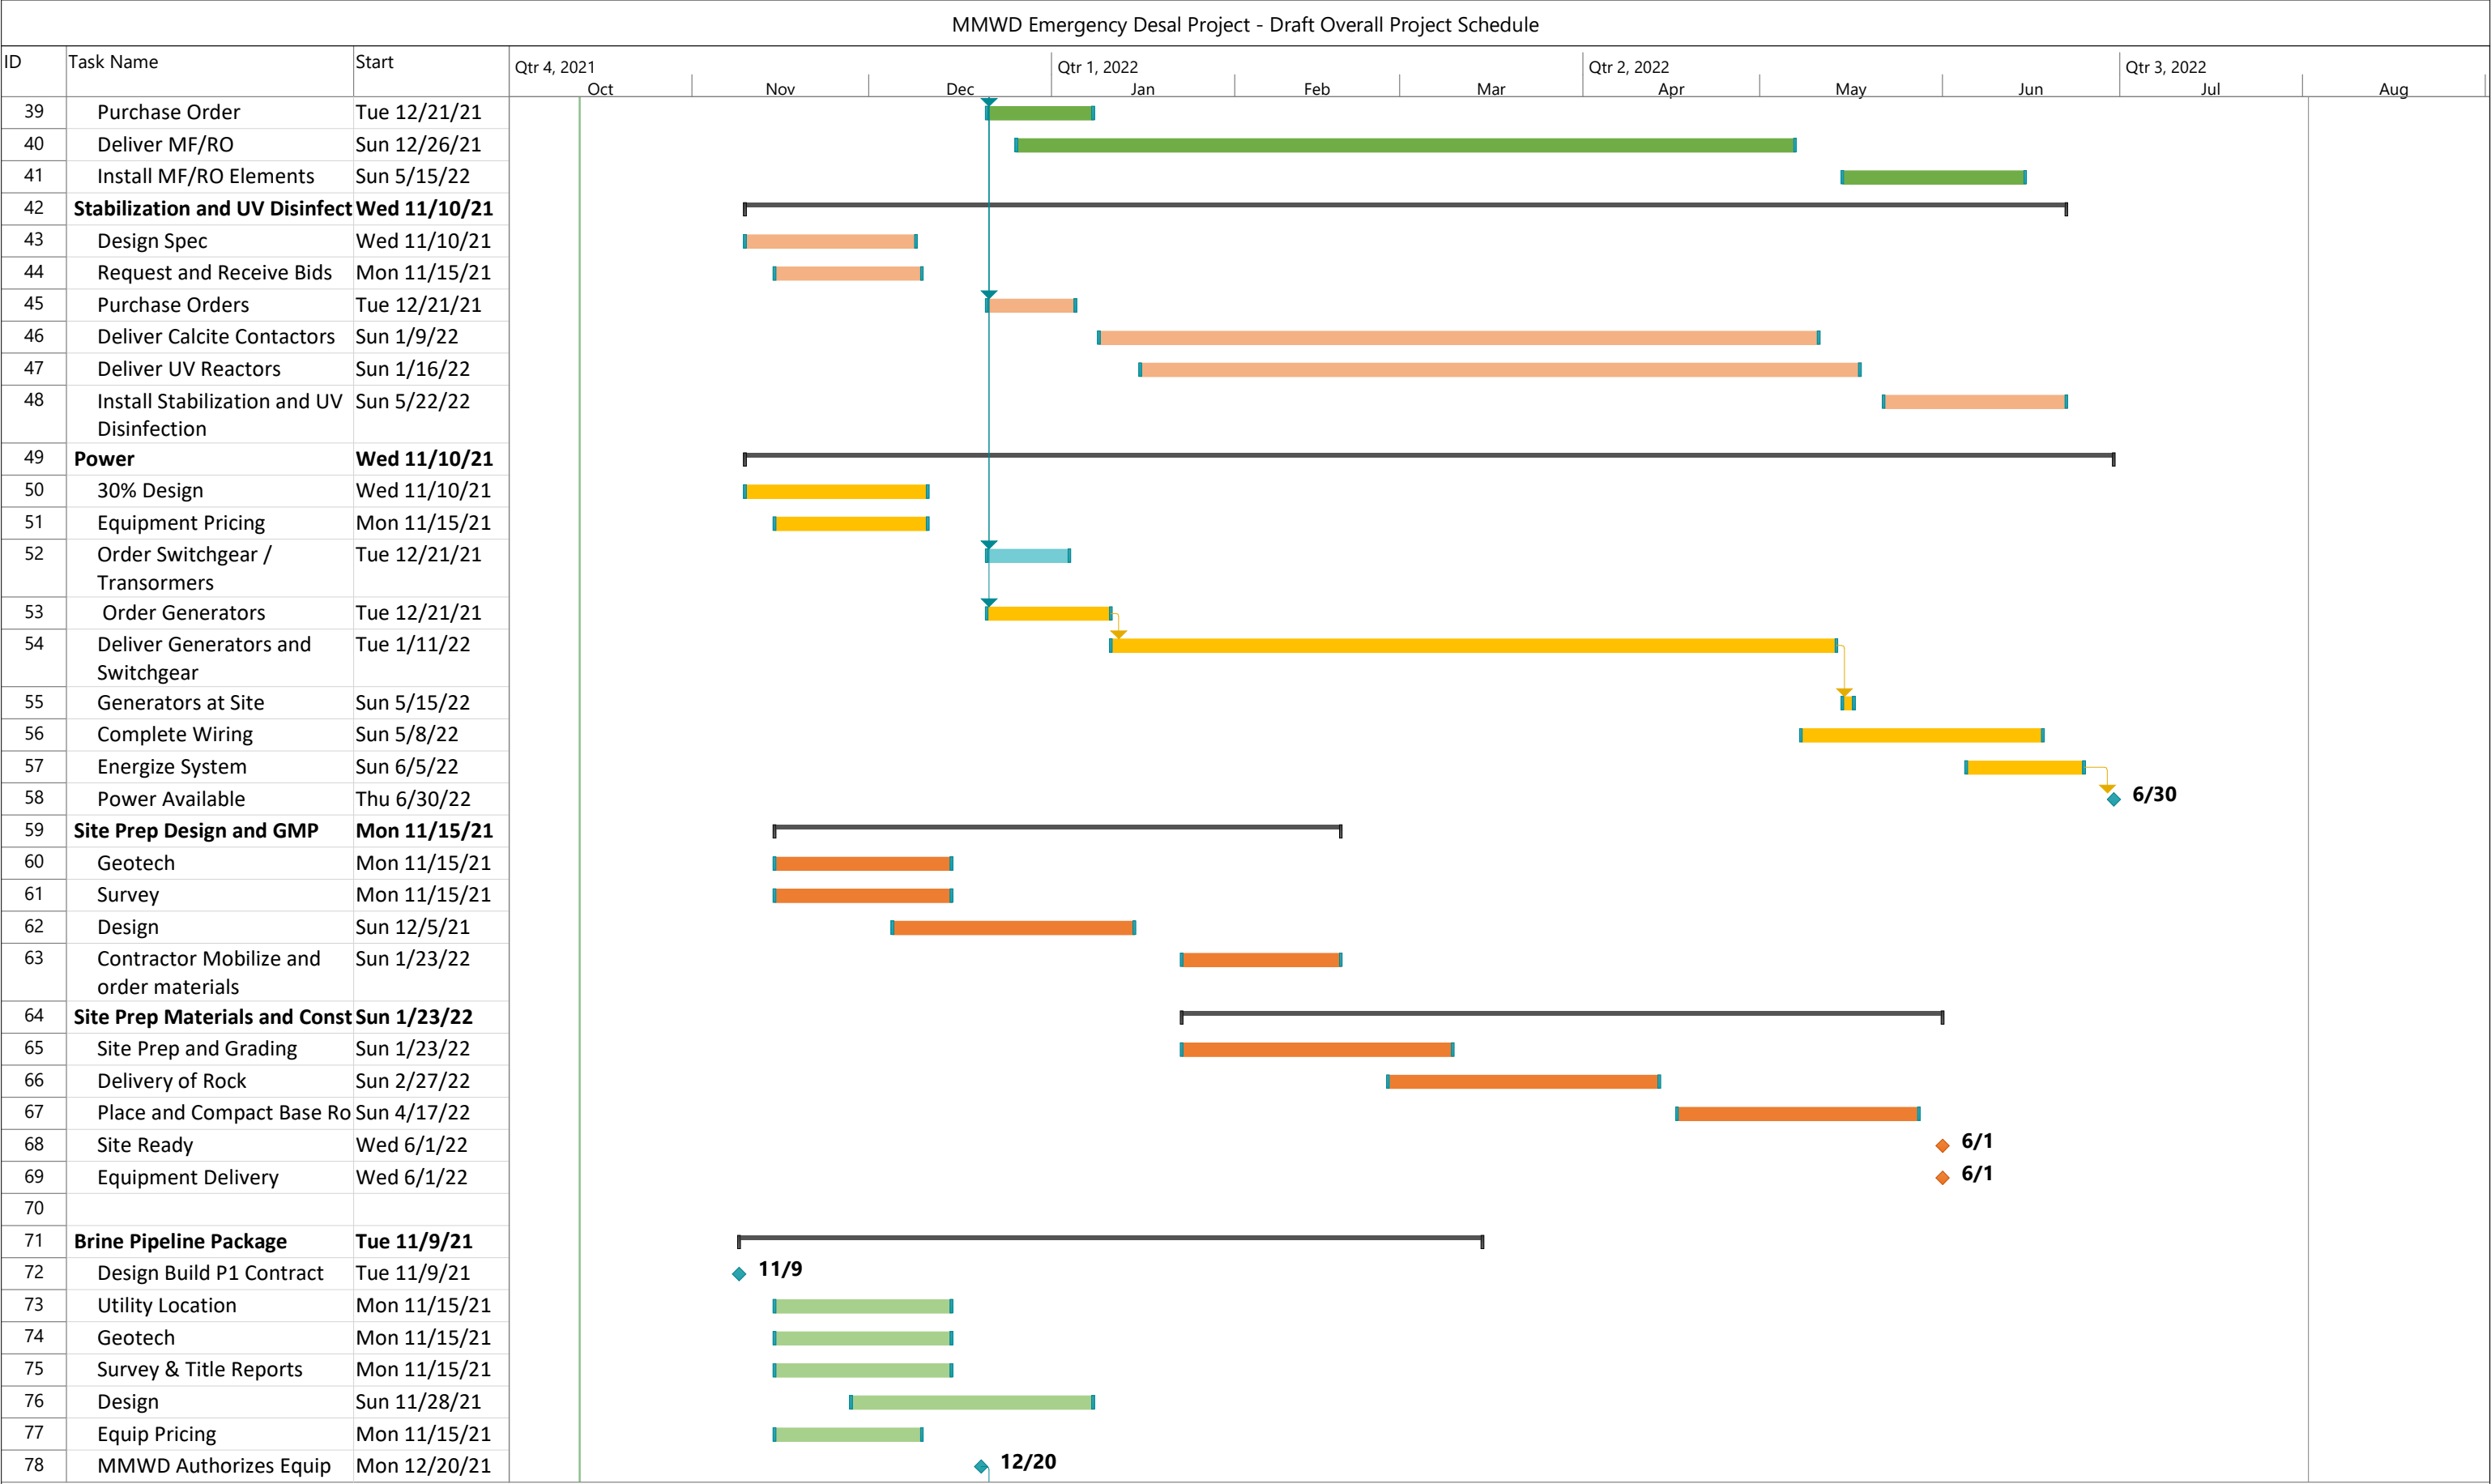 MMWD Emergency Desal Project - Draft Overall Project Schedule
ID Task Name Start Qtr 4, 2021 Qtr 1, 2022 Qtr 2, 2022 Qtr 3, 2022
Oct Nov Dec Jan Feb Mar Apr May Jun Jul Aug
39 Purchase Order Tue 12/21/21
40 Deliver MF/RO Sun 12/26/21
41 Install MF/RO Elements Sun 5/15/22
42 Stabilization and UV Disinfect Wed 11/10/21
43 Design Spec Wed 11/10/21
44 Request and Receive Bids Mon 11/15/21
45 Purchase Orders Tue 12/21/21
46 Deliver Calcite Contactors Sun 1/9/22
47 Deliver UV Reactors Sun 1/16/22
48 Install Stabilization and UV Sun 5/22/22
Disinfection
49 Power Wed 11/10/21
50 30% Design Wed 11/10/21
51 Equipment Pricing Mon 11/15/21
52 Order Switchgear / Tue 12/21/21
Transormers
53 Order Generators Tue 12/21/21
54 Deliver Generators and Tue 1/11/22
Switchgear
55 Generators at Site Sun 5/15/22
56 Complete Wiring Sun 5/8/22
57 Energize System Sun 6/5/22
58 Power Available Thu 6/30/22 6/30
59 Site Prep Design and GMP Mon 11/15/21
60 Geotech Mon 11/15/21
61 Survey Mon 11/15/21
62 Design Sun 12/5/21
63 Contractor Mobilize and Sun 1/23/22
order materials
64 Site Prep Materials and Const Sun 1/23/22
65 Site Prep and Grading Sun 1/23/22
66 Delivery of Rock Sun 2/27/22
67 Place and Compact Base Ro Sun 4/17/22
68 Site Ready Wed 6/1/22 6/1
69 Equipment Delivery Wed 6/1/22 6/1
70
71 Brine Pipeline Package Tue 11/9/21
72 Design Build P1 Contract Tue 11/9/21 11/9
73 Utility Location Mon 11/15/21
74 Geotech Mon 11/15/21
75 Survey & Title Reports Mon 11/15/21
76 Design Sun 11/28/21
77 Equip Pricing Mon 11/15/21
78 MMWD Authorizes Equip Mon 12/20/21 12/20